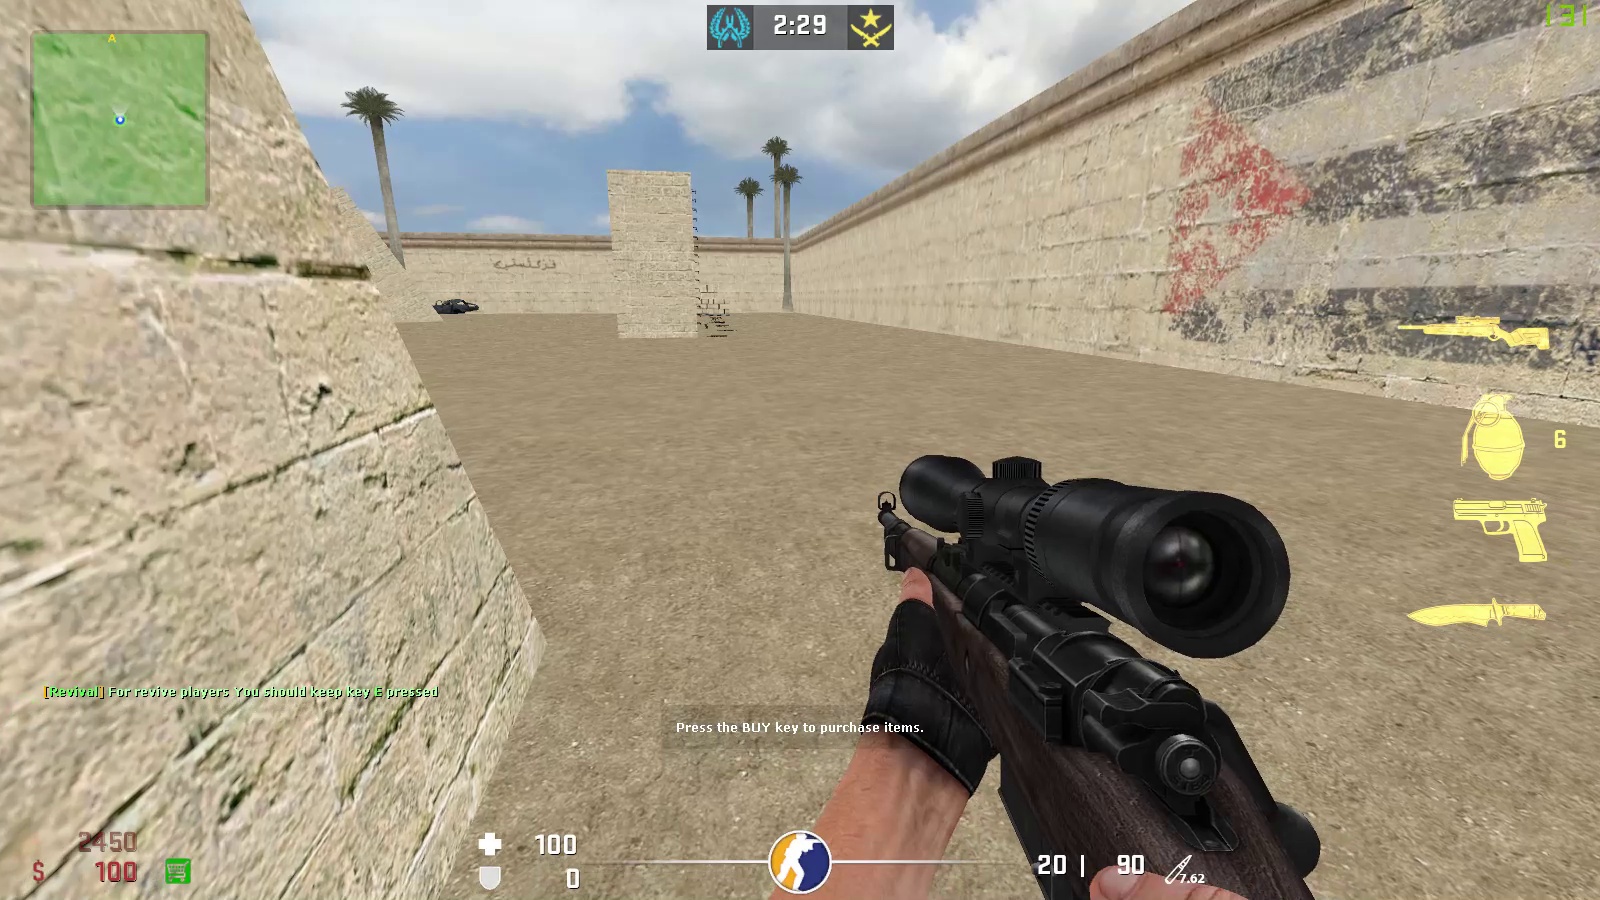 A
2:29
131
6
[Revival] For revive players You should keep key E pressed
Press the BUY key to purchase items.
2450
$ 100
100
0
20 | 90
7.62